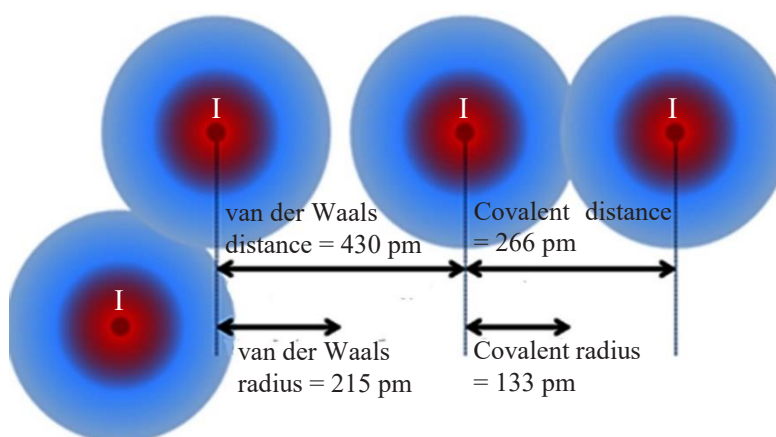 I
I
I
van der Waals
distance = 430 pm
Covalent distance
= 266 pm
I
van der Waals
radius = 215 pm
Covalent radius
= 133 pm